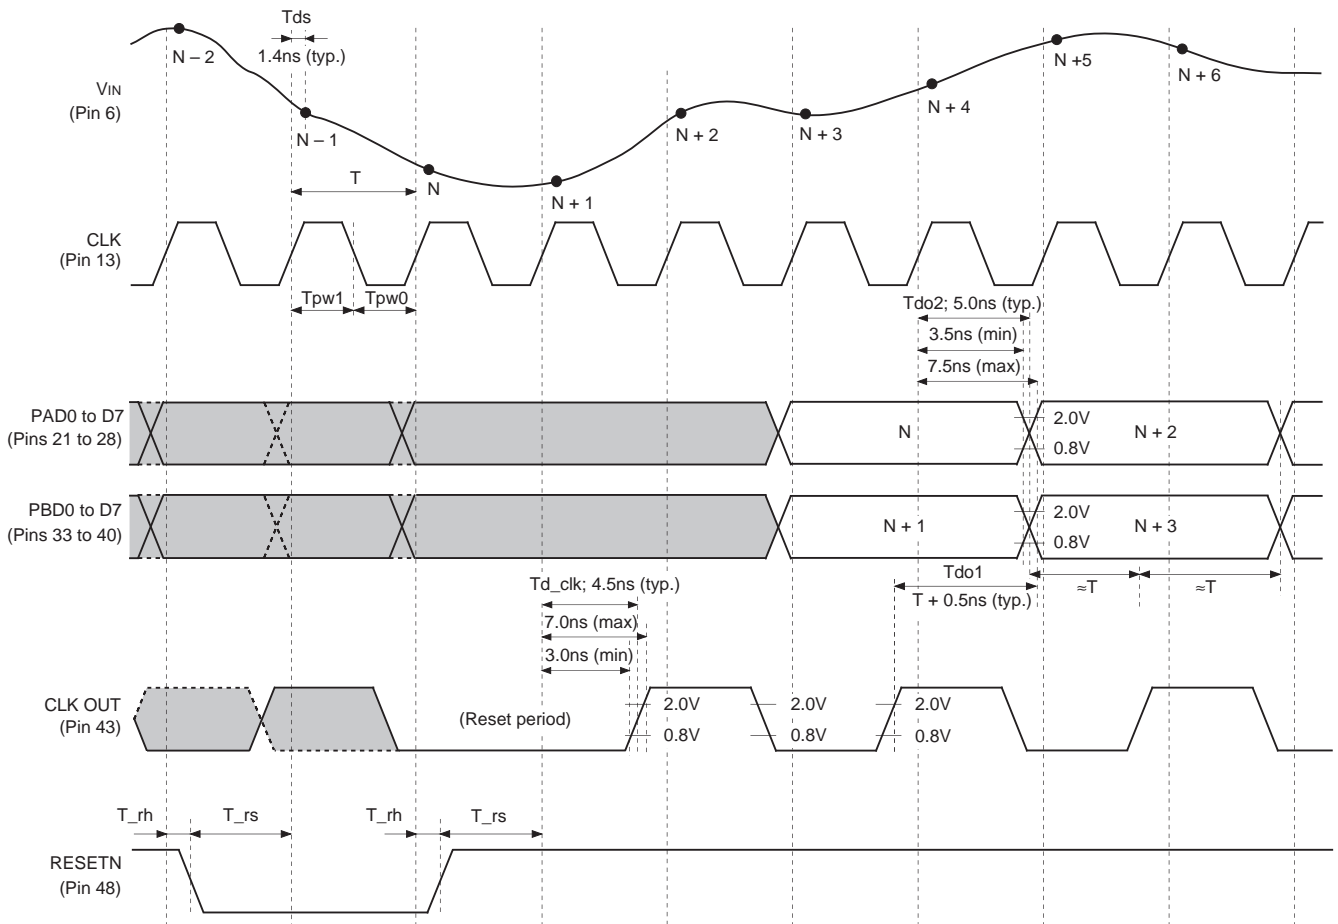 Tds
1.4ns (typ.)
N – 2
VIN
(Pin 6)
N – 1
N
N + 1
N + 2
N + 3
N + 4
N +5
N + 6
T
CLK
(Pin 13)
Tpw1
Tpw0
Tdo2; 5.0ns (typ.)
3.5ns (min)
7.5ns (max)
PAD0 to D7
(Pins 21 to 28)
N
2.0V
0.8V
N + 2
PBD0 to D7
(Pins 33 to 40)
N + 1
2.0V
0.8V
N + 3
Tdo1
T + 0.5ns (typ.)
≈T
≈T
Td_clk; 4.5ns (typ.)
7.0ns (max)
3.0ns (min)
CLK OUT
(Pin 43)
(Reset period)
2.0V
0.8V
2.0V
0.8V
2.0V
0.8V
T_rh
T_rs
T_rh
T_rs
RESETN
(Pin 48)